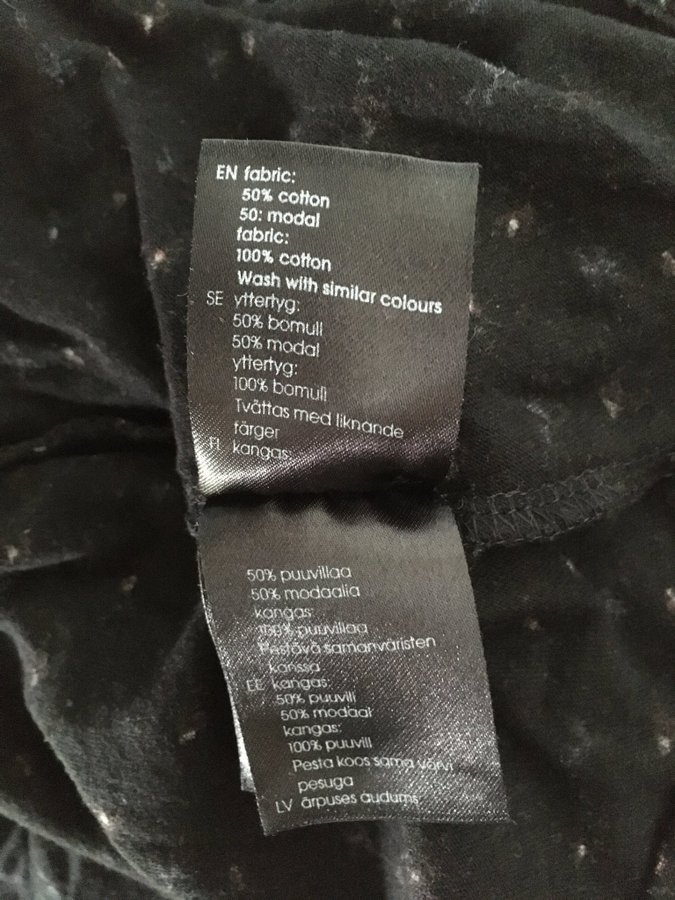 EN fabric:
50% cotton
50: modal
fabric:
100% cotton
Wash with similar colours
SE yttertyg:
50% bomull
50% modal
yttertyg:
100% bomull
Tvättas med liknande
färger
FI kangas:
50% puuvillaa
50% modaalia
kangas:
100% puuvillaa
Pestävä samanväristen
kanssa
EE kangas:
50% puuvill
50% modaal
kangas:
100% puuvill
Pesta koos sama värvi
pesuga
LV ārpuses audums: